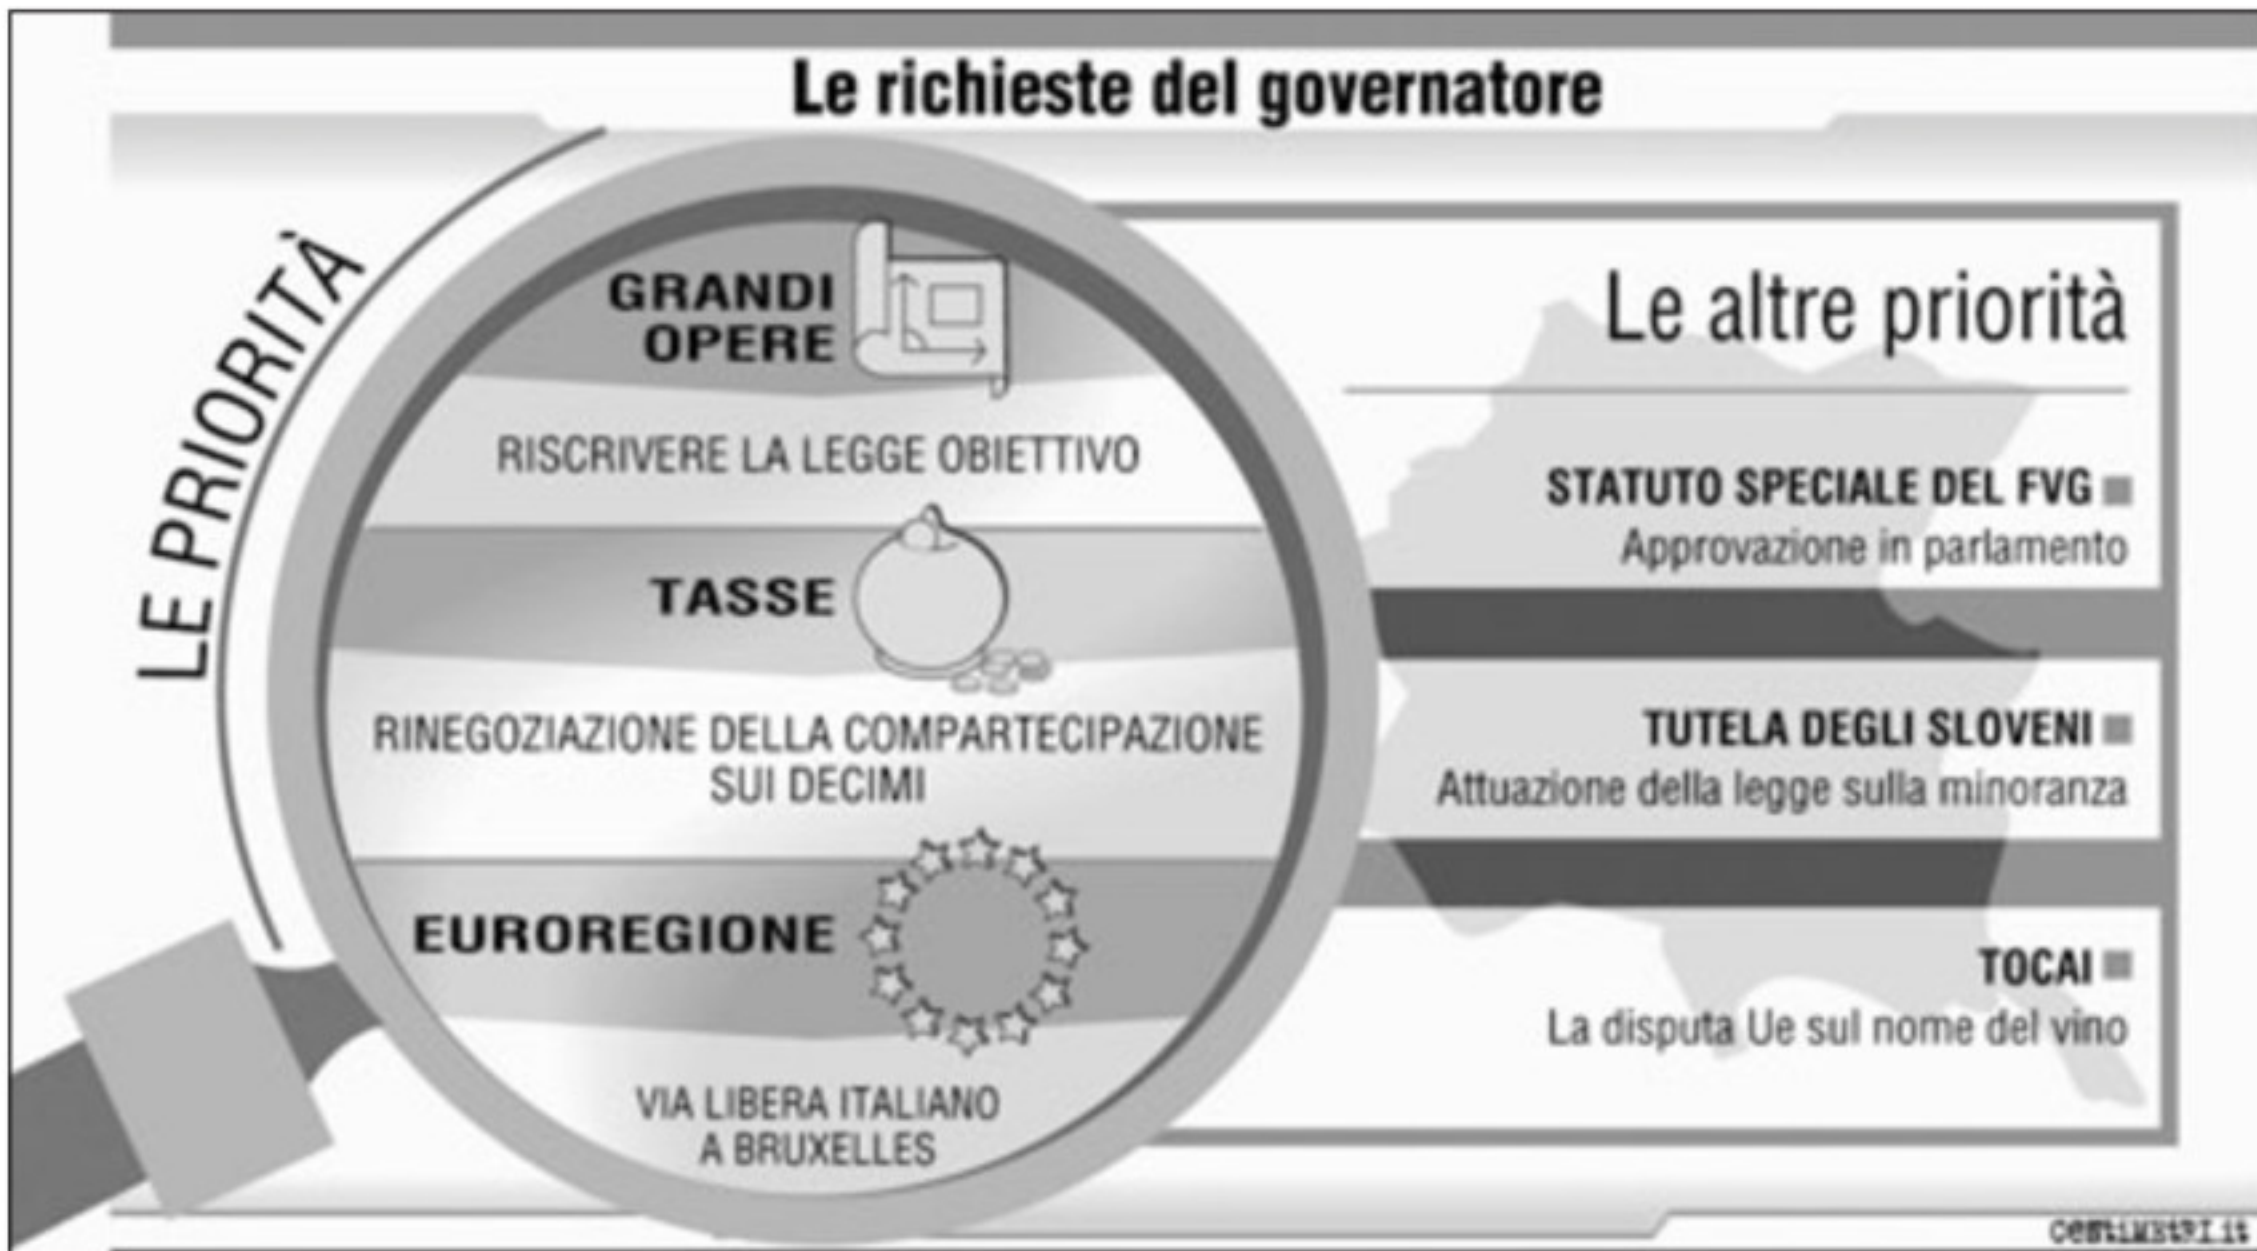 Le richieste del governatore
LE PRIORITÀ
GRANDI
OPERE
RISCRIVERE LA LEGGE OBIETTIVO
TASSE
RINEGOZIAZIONE DELLA COMPARTECIPAZIONE
SUI DECIMI
EUROREGIONE
VIA LIBERA ITALIANO
A BRUXELLES
Le altre priorità
STATUTO SPECIALE DEL FVG
Approvazione in parlamento
TUTELA DEGLI SLOVENI
Attuazione della legge sulla minoranza
TOCAI
La disputa Ue sul nome del vino
CentiMEtRI.it